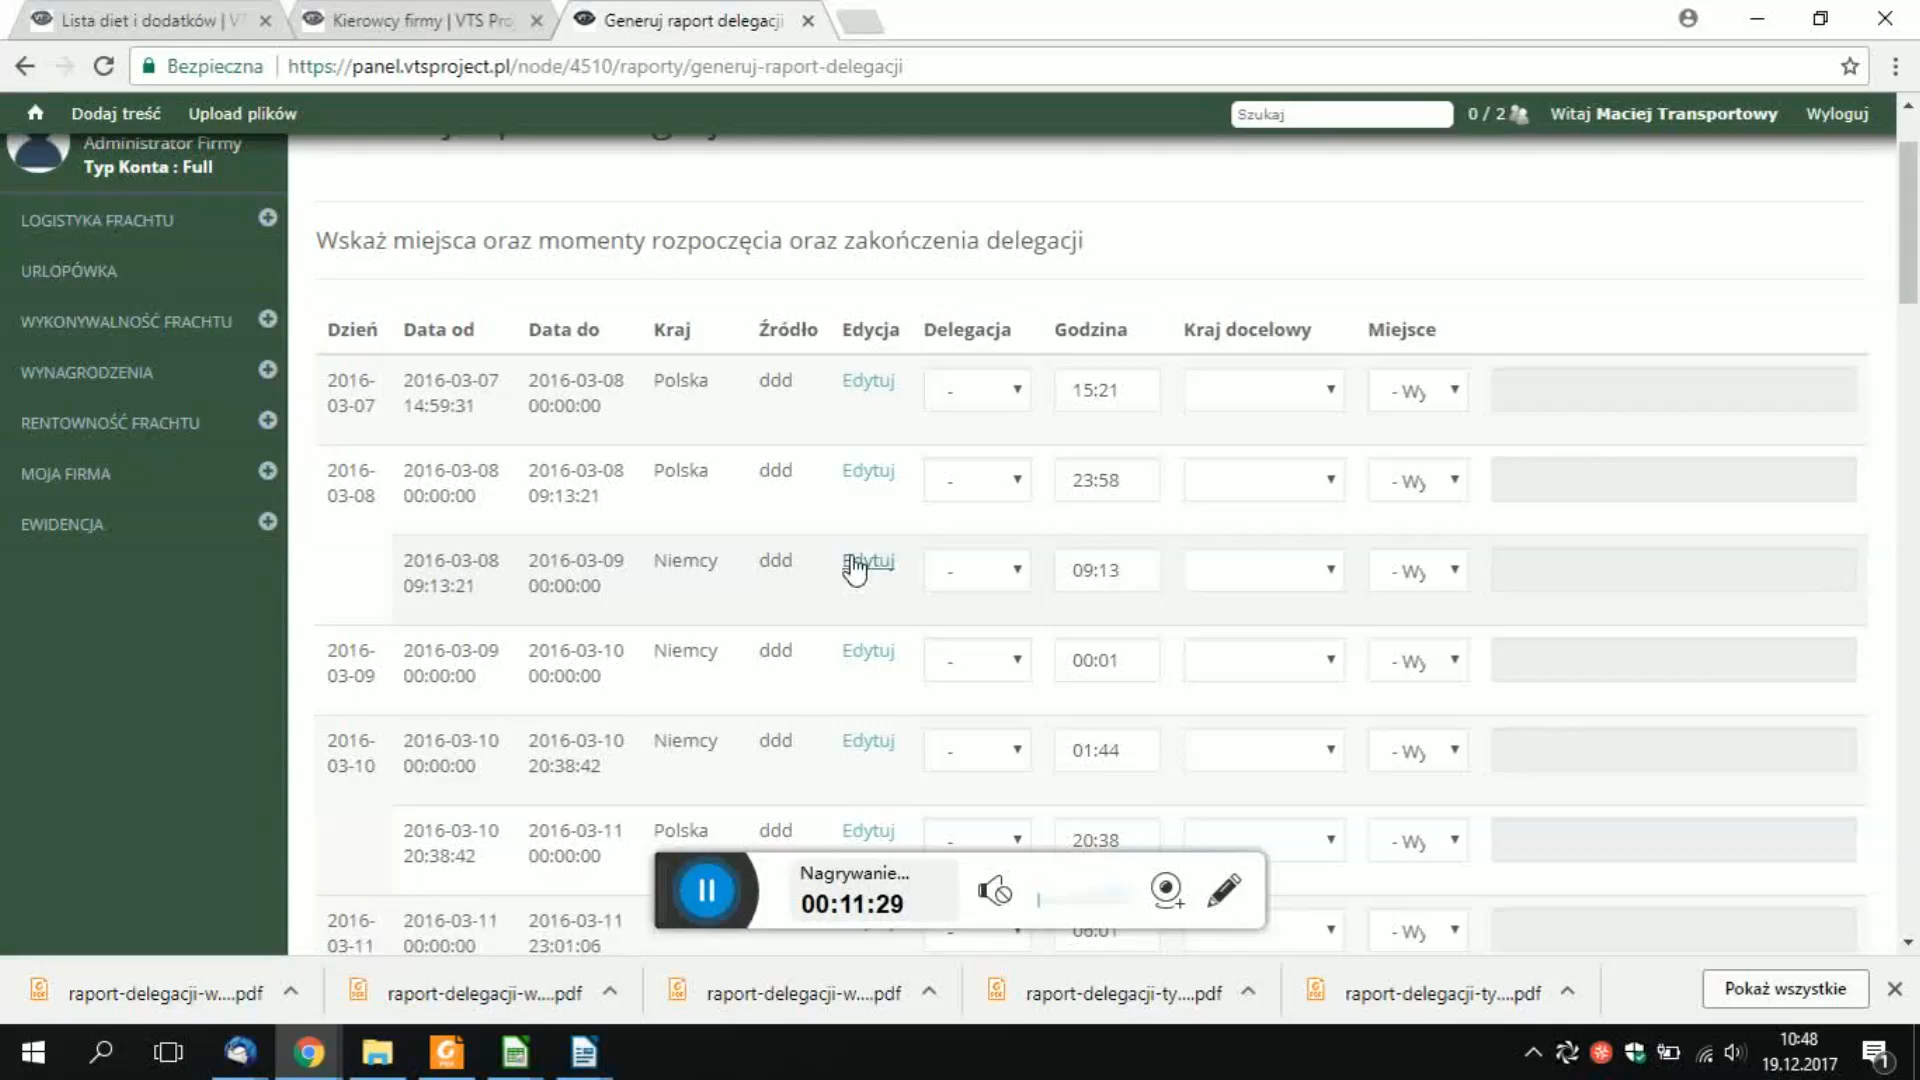 Lista diet i dodatków | V
Kierowcy firmy | VTS Pro
Generuj raport delegacji
Bezpieczna
https://panel.vtsproject.pl/node/4510/raporty/generuj-raport-delegacji
Dodaj treść
Upload plików
Szukaj
0 / 2
Witaj Maciej Transportowy
Wyloguj
Administrator Firmy
Typ Konta : Full
LOGISTYKA FRACHTU
URLOPÓWKA
WYKONYWALNOŚĆ FRACHTU
WYNAGRODZENIA
RENTOWNOŚĆ FRACHTU
MOJA FIRMA
EWIDENCJA
Wskaż miejsca oraz momenty rozpoczęcia oraz zakończenia delegacji
Dzień Data od Data do Kraj Źródło Edycja Delegacja Godzina Kraj docelowy Miejsce
2016- 2016-03-07 2016-03-08 Polska ddd Edytuj - 15:21 - Wy
03-07 14:59:31 00:00:00
2016- 2016-03-08 2016-03-08 Polska ddd Edytuj - 23:58 - Wy
03-08 00:00:00 09:13:21
2016-03-08 2016-03-09 Niemcy ddd Edytuj - 09:13 - Wy
09:13:21 00:00:00
2016- 2016-03-09 2016-03-10 Niemcy ddd Edytuj - 00:01 - Wy
03-09 00:00:00 00:00:00
2016- 2016-03-10 2016-03-10 Niemcy ddd Edytuj - 01:44 - Wy
03-10 00:00:00 20:38:42
2016-03-10 2016-03-11 Polska ddd Edytuj - 20:38 - Wy
20:38:42 00:00:00
2016- 2016-03-11 2016-03-11 - 06:01 - Wy
03-11 00:00:00 23:01:06
Nagrywanie...
00:11:29
raport-delegacji-w....pdf
raport-delegacji-w....pdf
raport-delegacji-w....pdf
raport-delegacji-ty....pdf
raport-delegacji-ty....pdf
Pokaż wszystkie
10:48
19.12.2017
1